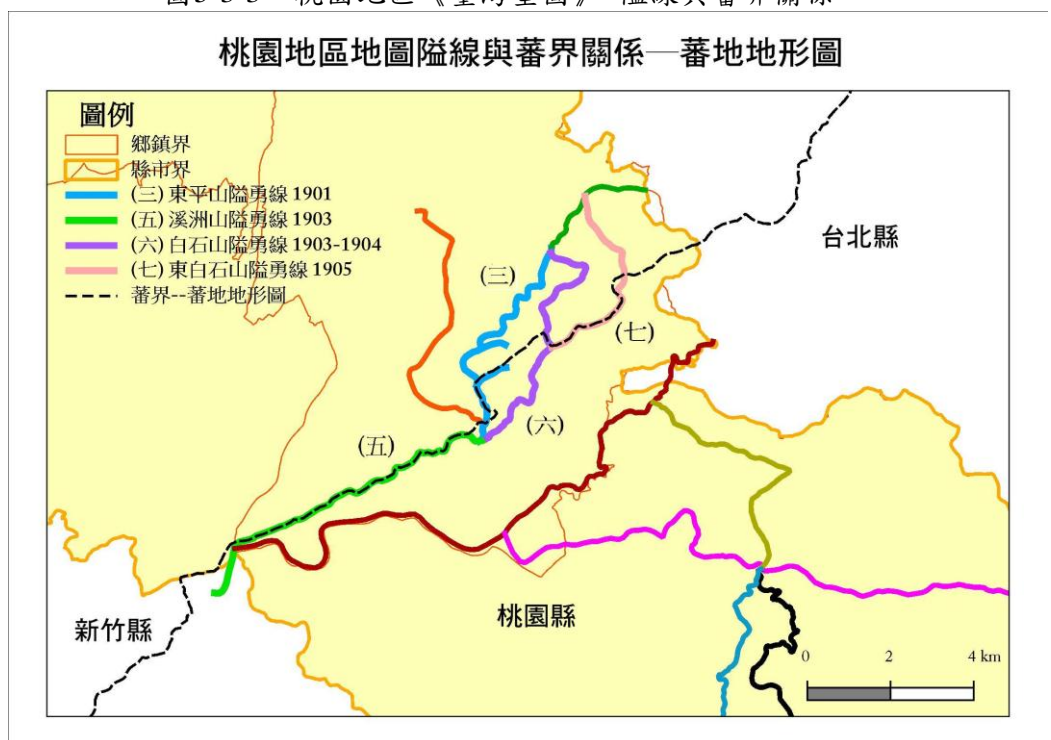 桃園地區地圖隘線與蕃界關係—蕃地地形圖
圖例
鄉鎮界
縣市界
(三) 東平山隘勇線 1901
(五) 溪洲山隘勇線 1903
(六) 白石山隘勇線 1903-1904
(七) 東白石山隘勇線 1905
蕃界--蕃地地形圖
台北縣
(三)
(七)
(六)
(五)
桃園縣
新竹縣
0 2 4 km